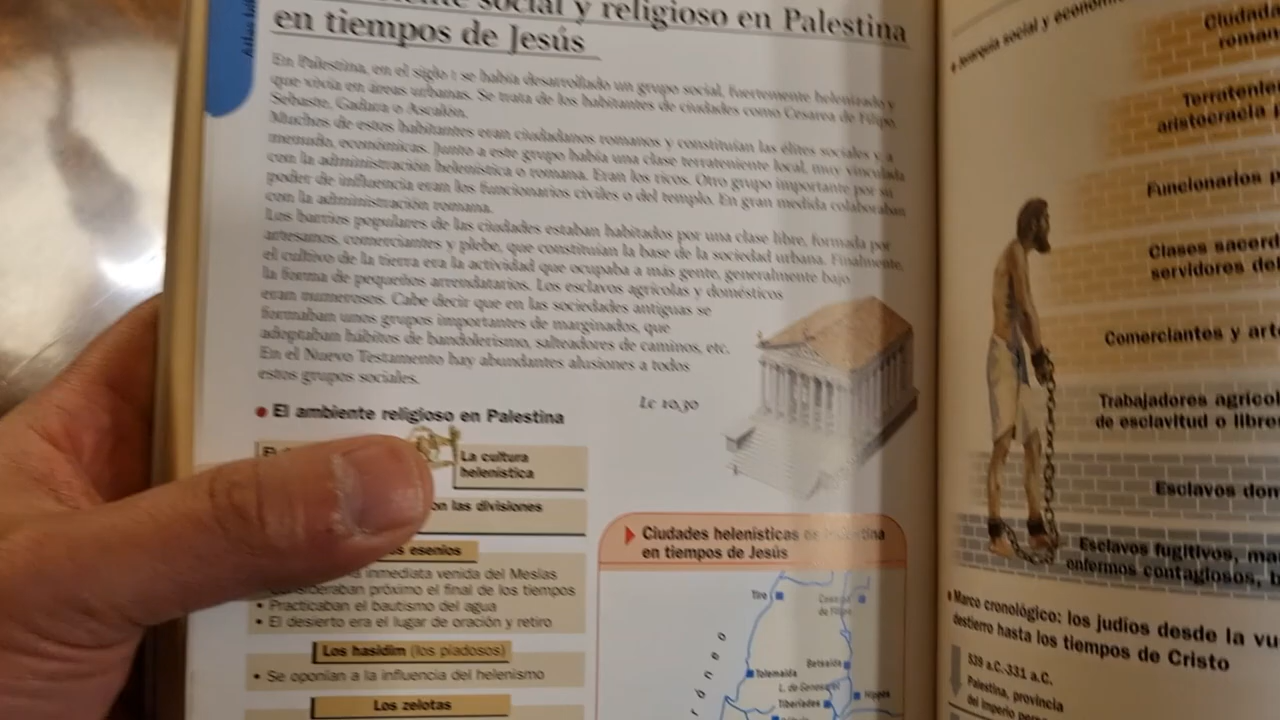 social y religioso en Palestina
en tiempos de Jesús
En Palestina, en el siglo I se había desarrollado un grupo social, fuertemente helenizado y
que vivía en áreas urbanas. Se trata de los habitantes de ciudades como Cesarea de Filipo,
Sebaste, Gadara o Ascalón.
Muchos de estos habitantes eran ciudadanos romanos y constituían las élites sociales y, a
menudo, económicas. Junto a este grupo había una clase terrateniente local, muy vinculada
con la administración helenística o romana. Eran los ricos. Otro grupo importante por su
poder de influencia eran los funcionarios civiles o del templo. En gran medida colaboraban
con la administración romana.
Los barrios populares de las ciudades estaban habitados por una clase libre, formada por
artesanos, comerciantes y plebe, que constituían la base de la sociedad urbana. Finalmente,
el cultivo de la tierra era la actividad que ocupaba a más gente, generalmente bajo
la forma de pequeños arrendatarios. Los esclavos agrícolas y domésticos
eran numerosos. Cabe decir que en las sociedades antiguas se
formaban unos grupos importantes de marginados, que
adoptaban hábitos de bandolerismo, salteadores de caminos, etc.
En el Nuevo Testamento hay abundantes alusiones a todos
estos grupos sociales.
Lc 10,30
• El ambiente religioso en Palestina
La cultura
helenística
las divisiones
esenios
inmediata venida del Mesías
próximo el final de los tiempos
• Practicaban el bautismo del agua
• El desierto era el lugar de oración y retiro
Los hasidim (los piadosos)
• Se oponían a la influencia del helenismo
Los zelotas
Ciudades helenísticas
en tiempos de Jesús
Tiro
de Filipo
Betsaida
Tolemaida
L. de Genesaret
Hippos
Tiberíades
social y
Funcionarios
Comerciantes y
Trabajadores
de esclavitud o
Esclavos
Esclavos fugitivos,
enfermos contagiosos,
Marco cronológico: los judíos desde la
destierro hasta los tiempos de Cristo
539 a.C.-331 a.C.
Palestina, provincia
del imperio